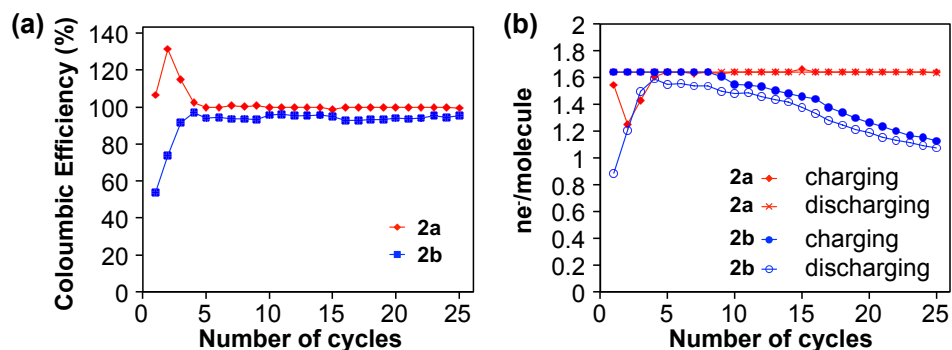 (a)
Coloumbic Efficiency (%)
140
120
100
80
60
40
20
0
0 5 10 15 20 25
Number of cycles
2a
2b
(b)
ne-/molecule
2
1.8
1.6
1.4
1.2
1
0.8
0.6
0.4
0.2
0
0 5 10 15 20 25
Number of cycles
2a charging
2a discharging
2b charging
2b discharging